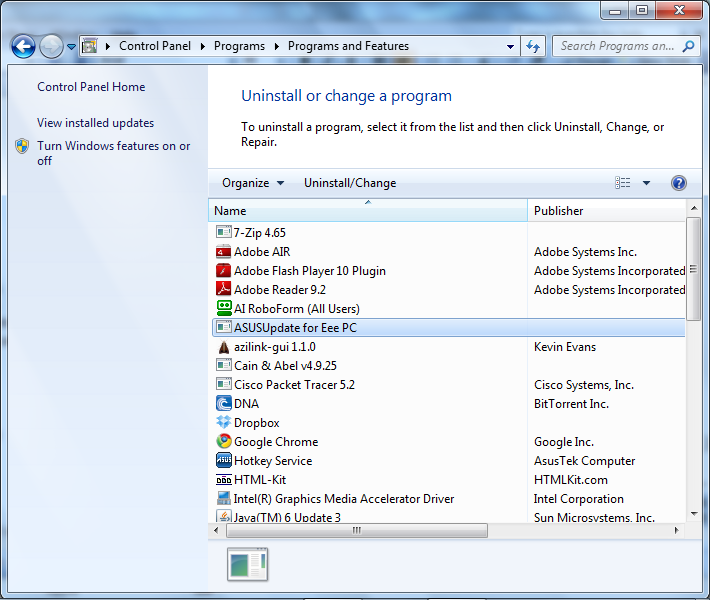 Control Panel Programs Programs and Features Search Programs an...
Control Panel Home
View installed updates
Turn Windows features on or
off
Uninstall or change a program
To uninstall a program, select it from the list and then click Uninstall, Change, or
Repair.
Organize Uninstall/Change
Name Publisher
7-Zip 4.65
Adobe AIR Adobe Systems Inc.
Adobe Flash Player 10 Plugin Adobe Systems Incorporated
Adobe Reader 9.2 Adobe Systems Incorporated
AI RoboForm (All Users)
ASUSUpdate for Eee PC
azilink-gui 1.1.0 Kevin Evans
Cain & Abel v4.9.25
Cisco Packet Tracer 5.2 Cisco Systems, Inc.
DNA BitTorrent Inc.
Dropbox
Google Chrome Google Inc.
Hotkey Service AsusTek Computer
HTML-Kit HTMLKit.com
Intel(R) Graphics Media Accelerator Driver Intel Corporation
Java(TM) 6 Update 3 Sun Microsystems, Inc.